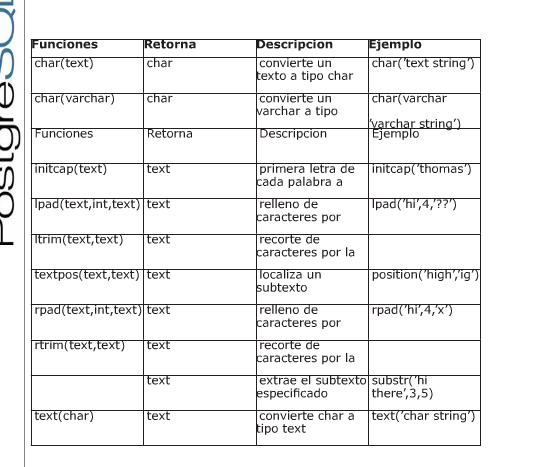 PostgreSQL
Funciones Retorna Descripcion Ejemplo
char(text) char convierte un texto a tipo char char('text string')
char(varchar) char convierte un varchar a tipo char(varchar 'varchar string')
Funciones Retorna Descripcion Ejemplo
initcap(text) text primera letra de cada palabra a initcap('thomas')
lpad(text,int,text) text relleno de caracteres por lpad('hi',4,'??')
ltrim(text,text) text recorte de caracteres por la
textpos(text,text) text localiza un subtexto position('high','ig')
rpad(text,int,text) text relleno de caracteres por rpad('hi',4,'x')
rtrim(text,text) text recorte de caracteres por la
text extrae el subtexto especificado substr('hi there',3,5)
text(char) text convierte char a tipo text text('char string')